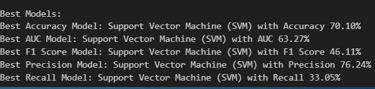 Best Models:
Best Accuracy Model: Support Vector Machine (SVM) with Accuracy 70.10%
Best AUC Model: Support Vector Machine (SVM) with AUC 63.27%
Best F1 Score Model: Support Vector Machine (SVM) with F1 Score 46.11%
Best Precision Model: Support Vector Machine (SVM) with Precision 76.24%
Best Recall Model: Support Vector Machine (SVM) with Recall 33.05%